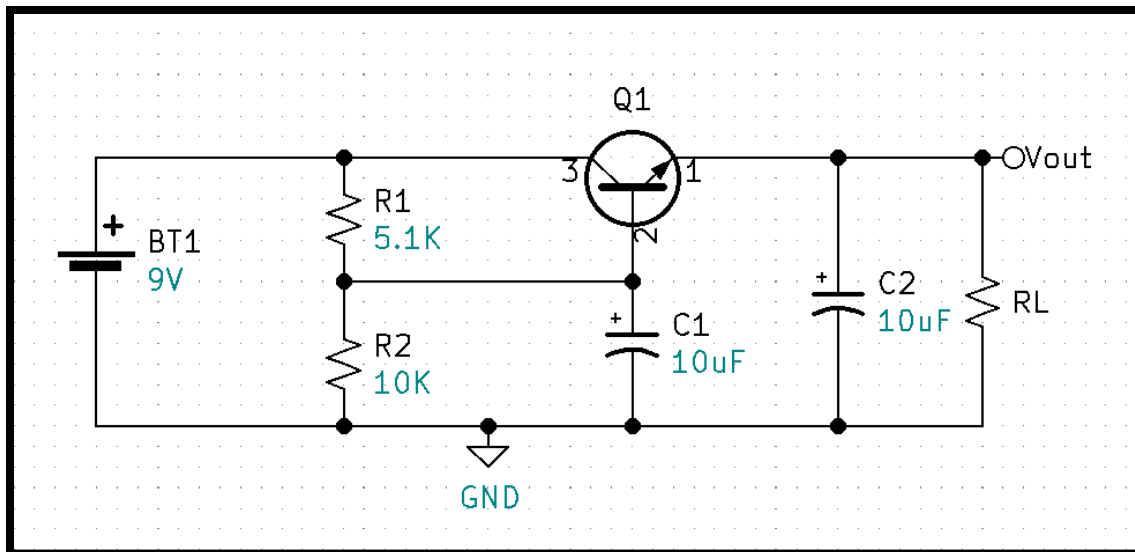 Q1
3
1
2
Vout
R1
5.1K
+
BT1
9V
+
C2
10uF
RL
+
C1
10uF
R2
10K
GND